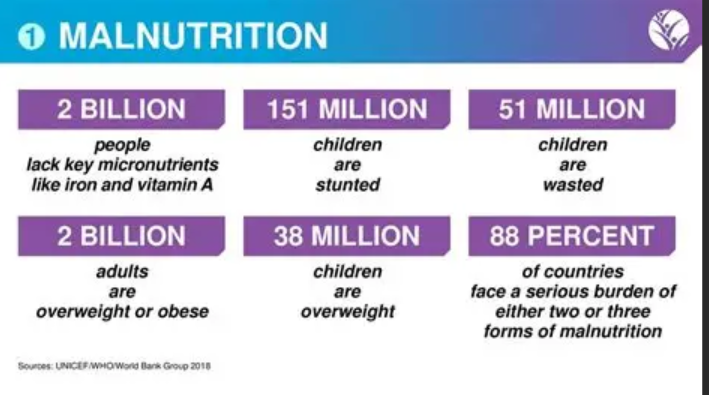 1 MALNUTRITION
2 BILLION
people
lack key micronutrients
like iron and vitamin A
151 MILLION
children
are
stunted
51 MILLION
children
are
wasted
2 BILLION
adults
are
overweight or obese
38 MILLION
children
are
overweight
88 PERCENT
of countries
face a serious burden of
either two or three
forms of malnutrition
Sources: UNICEF/WHO/World Bank Group 2018